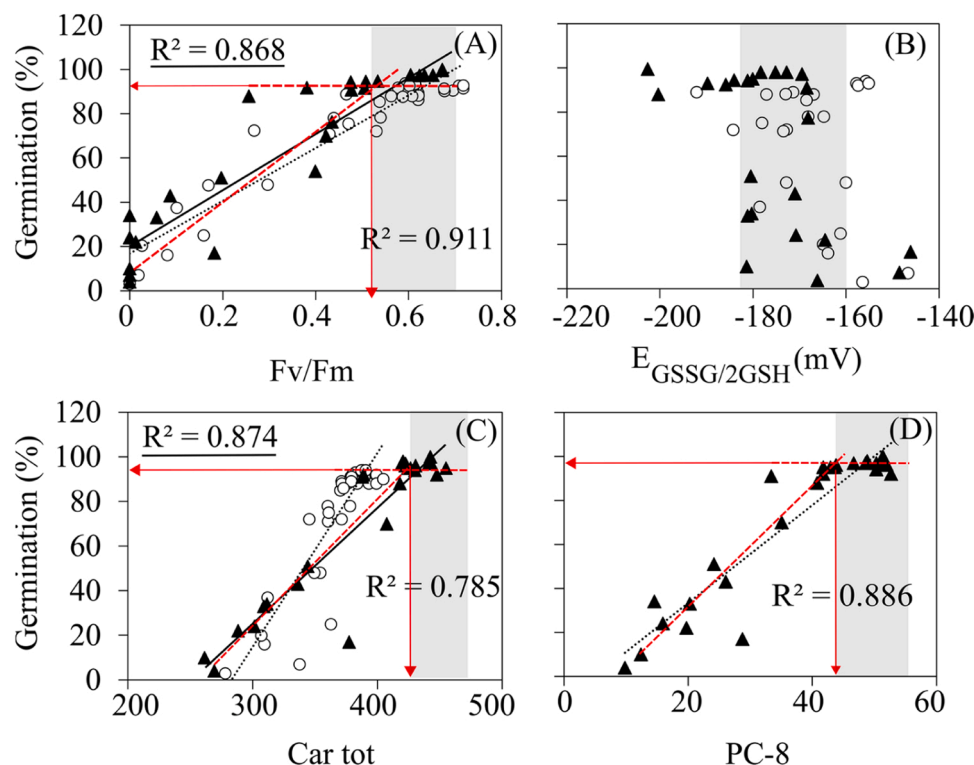 120
100
80
60
40
20
0
Germination (%)
R² = 0.868
(A)
R² = 0.911
0 0.2 0.4 0.6 0.8
Fv/Fm
(B)
-220 -200 -180 -160 -140
E GSSG/2GSH (mV)
120
100
80
60
40
20
0
Germination (%)
R² = 0.874
(C)
R² = 0.785
200 300 400 500
Car tot
(D)
R² = 0.886
0 20 40 60
PC-8